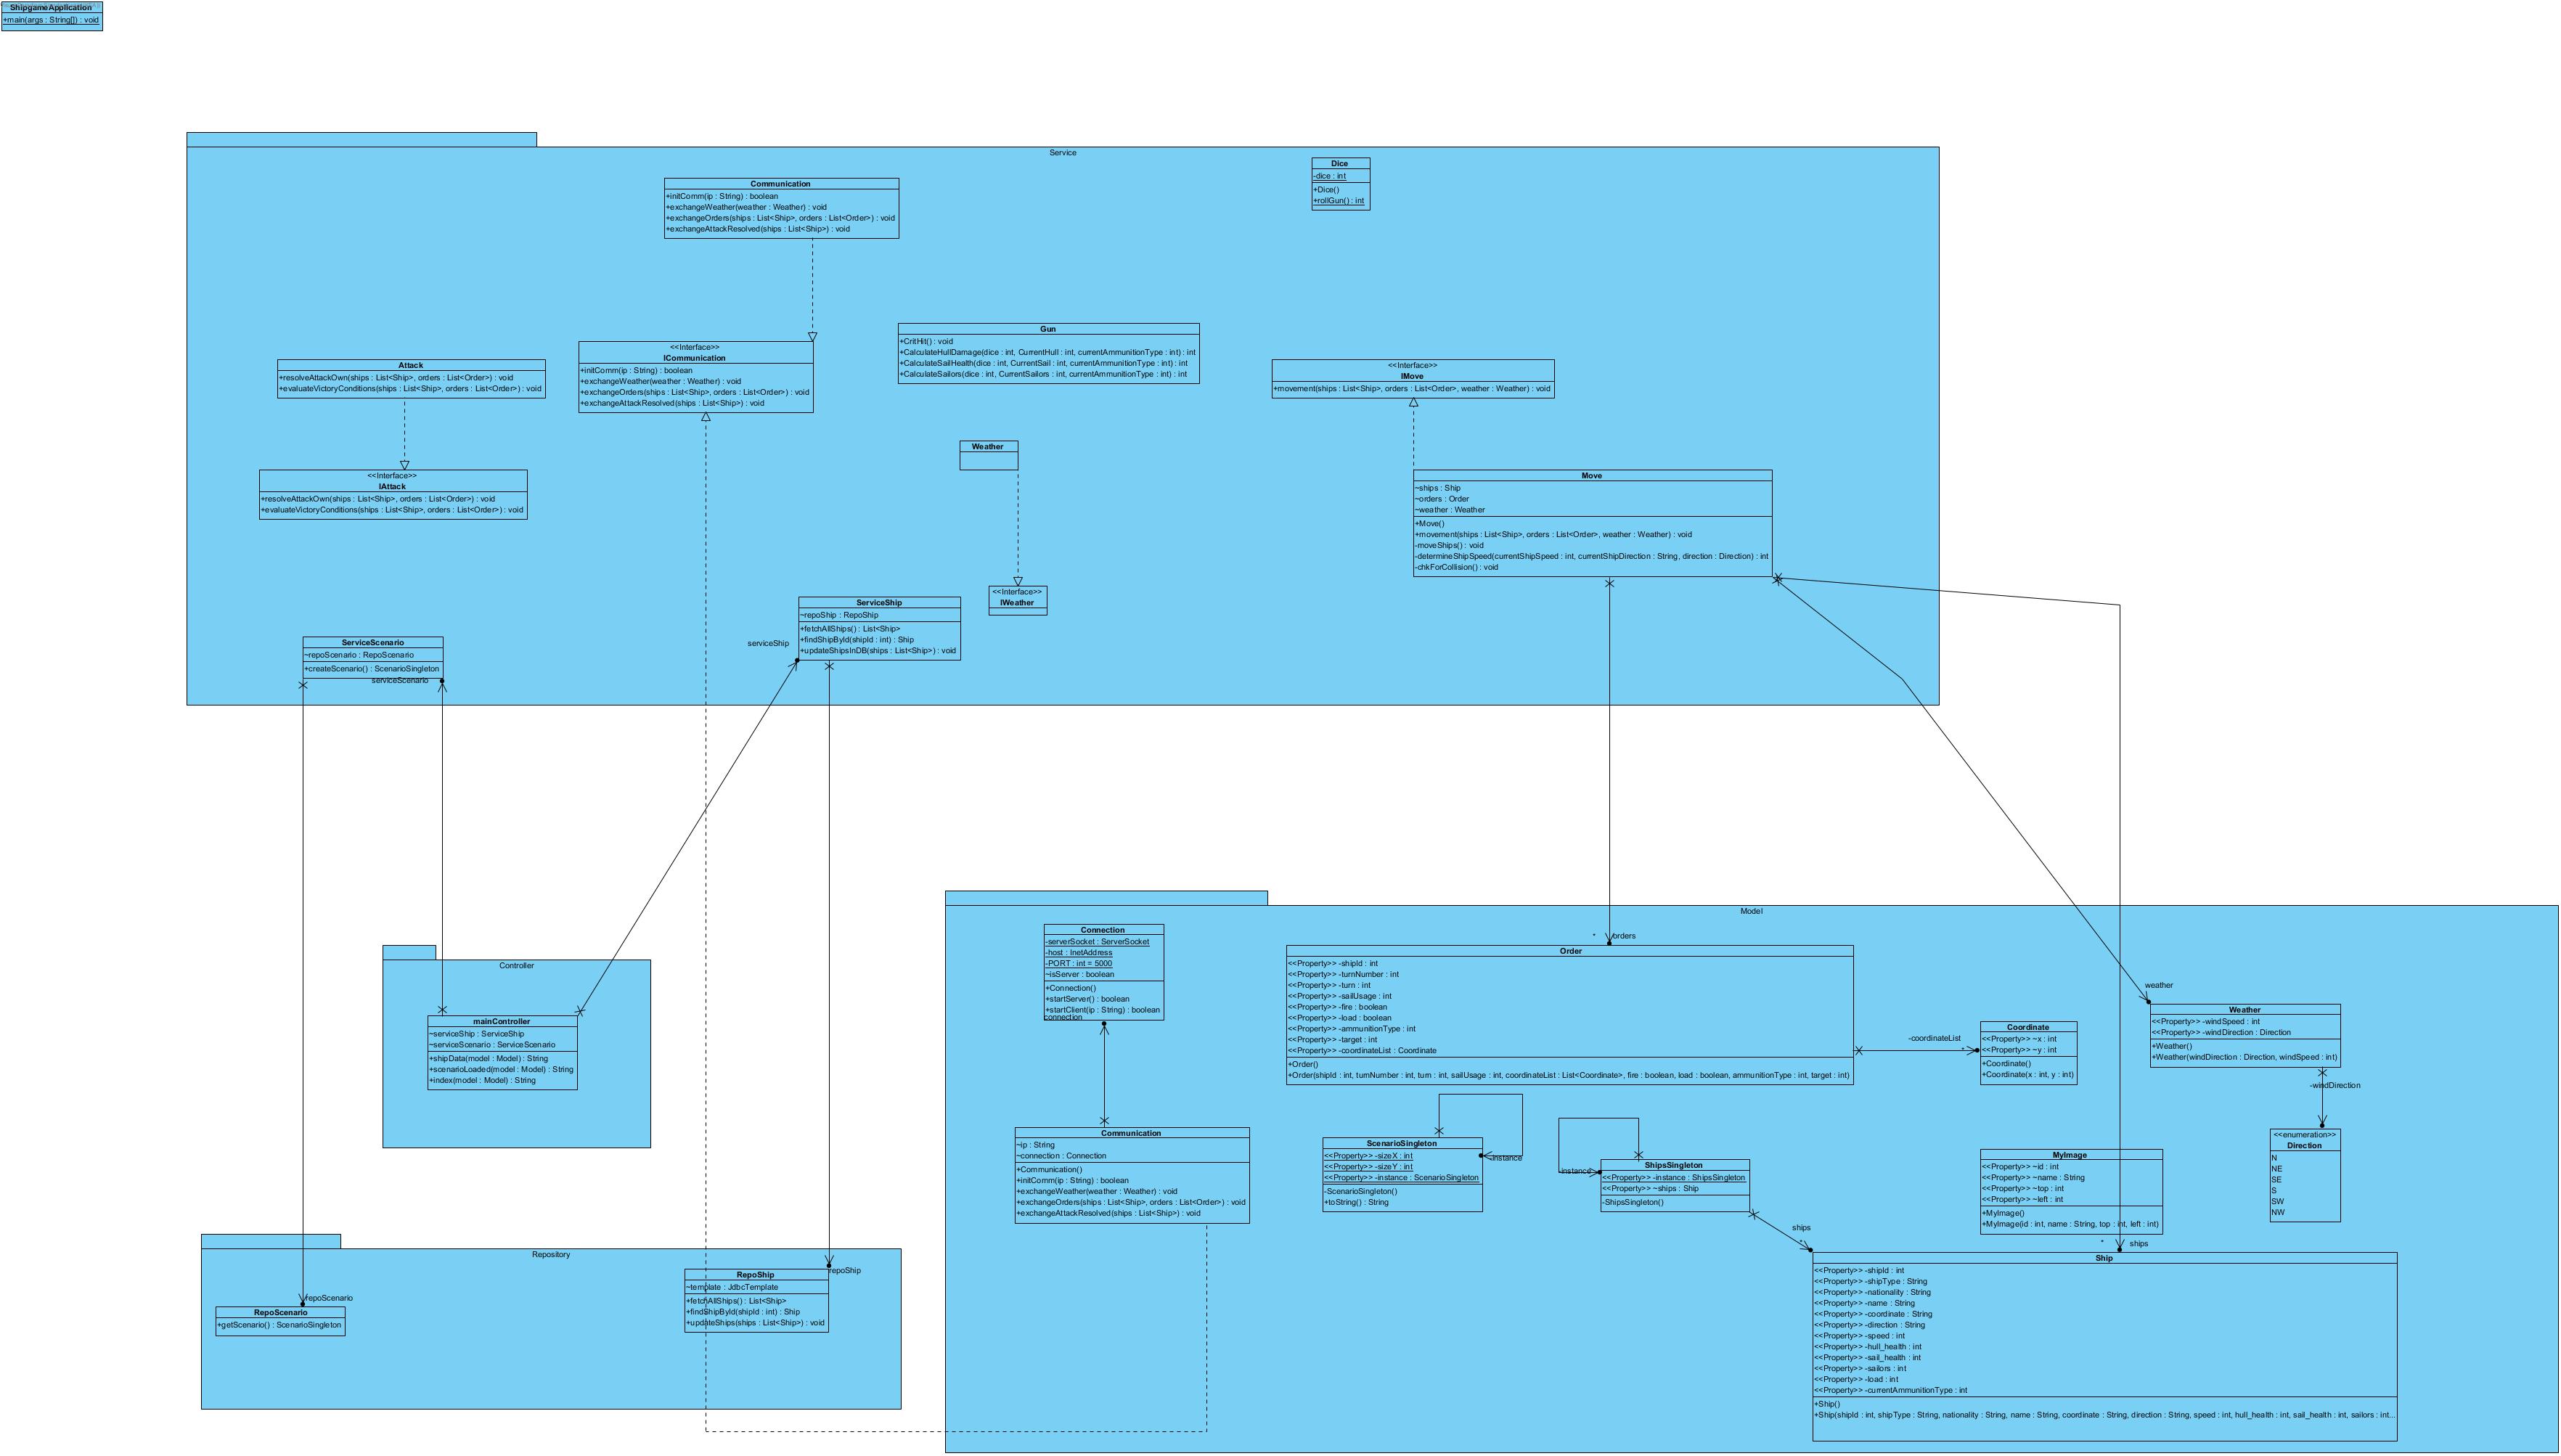 ShipgameApplication
+main(args : String[]) : void
Service
Dice
-dice : int
+Dice()
+rollGun() : int
Communication
+initComm(ip : String) : boolean
+exchangeWeather(weather : Weather) : void
+exchangeOrders(ships : List<Ship>, orders : List<Order>) : void
+exchangeAttackResolved(ships : List<Ship>) : void
Gun
+CritHit() : void
+CalculateHullDamage(dice : int, CurrentHull : int, currentAmmunitionType : int) : int
+CalculateSailHealth(dice : int, CurrentSail : int, currentAmmunitionType : int) : int
+CalculateSailors(dice : int, CurrentSailors : int, currentAmmunitionType : int) : int
<<Interface>>
ICommunication
+initComm(ip : String) : boolean
+exchangeWeather(weather : Weather) : void
+exchangeOrders(ships : List<Ship>, orders : List<Order>) : void
+exchangeAttackResolved(ships : List<Ship>) : void
Attack
+resolveAttackOwn(ships : List<Ship>, orders : List<Order>) : void
+evaluateVictoryConditions(ships : List<Ship>, orders : List<Order>) : void
<<Interface>>
IMove
+movement(ships : List<Ship>, orders : List<Order>, weather : Weather) : void
Weather
<<Interface>>
IAttack
+resolveAttackOwn(ships : List<Ship>, orders : List<Order>) : void
+evaluateVictoryConditions(ships : List<Ship>, orders : List<Order>) : void
Move
~ships : Ship
~orders : Order
~weather : Weather
+Move()
+movement(ships : List<Ship>, orders : List<Order>, weather : Weather) : void
-moveShips() : void
-determineShipSpeed(currentShipSpeed : int, currentShipDirection : String, direction : Direction) : int
-chkForCollision() : void
<<Interface>>
IWeather
ServiceShip
~repoShip : RepoShip
+fetchAllShips() : List<Ship>
+findShipById(shipId : int) : Ship
+updateShipsInDB(ships : List<Ship>) : void
serviceShip
ServiceScenario
~repoScenario : RepoScenario
+createScenario() : ScenarioSingleton
serviceScenario
Model
Connection
-serverSocket : ServerSocket
-host : InetAddress
-PORT : int = 5000
~isServer : boolean
+Connection()
+startServer() : boolean
+startClient(ip : String) : boolean
connection
* orders
Order
<<Property>> -shipId : int
<<Property>> -turnNumber : int
<<Property>> -turn : int
<<Property>> -sailUsage : int
<<Property>> -fire : boolean
<<Property>> -load : boolean
<<Property>> -ammunitionType : int
<<Property>> -target : int
<<Property>> -coordinateList : Coordinate
+Order()
+Order(shipId : int, turnNumber : int, turn : int, sailUsage : int, coordinateList : List<Coordinate>, fire : boolean, load : boolean, ammunitionType : int, target : int)
-coordinateList
*
Coordinate
<<Property>> ~x : int
<<Property>> ~y : int
+Coordinate()
+Coordinate(x : int, y : int)
weather
Weather
<<Property>> -windSpeed : int
<<Property>> -windDirection : Direction
+Weather()
+Weather(windDirection : Direction, windSpeed : int)
-windDirection
<<enumeration>>
Direction
N
NE
SE
S
SW
NW
Controller
mainController
~serviceShip : ServiceShip
~serviceScenario : ServiceScenario
+shipData(model : Model) : String
+scenarioLoaded(model : Model) : String
+index(model : Model) : String
Communication
~ip : String
~connection : Connection
+Communication()
+initComm(ip : String) : boolean
+exchangeWeather(weather : Weather) : void
+exchangeOrders(ships : List<Ship>, orders : List<Order>) : void
+exchangeAttackResolved(ships : List<Ship>) : void
ScenarioSingleton
<<Property>> -sizeX : int
<<Property>> -sizeY : int
<<Property>> -instance : ScenarioSingleton
-ScenarioSingleton()
+toString() : String
-instance
-instance
ShipsSingleton
<<Property>> -instance : ShipsSingleton
<<Property>> ~ships : Ship
-ShipsSingleton()
ships
*
MyImage
<<Property>> ~id : int
<<Property>> ~name : String
<<Property>> ~top : int
<<Property>> ~left : int
+MyImage()
+MyImage(id : int, name : String, top : int, left : int)
* ships
Ship
<<Property>> -shipId : int
<<Property>> -shipType : String
<<Property>> -nationality : String
<<Property>> -name : String
<<Property>> -coordinate : String
<<Property>> -direction : String
<<Property>> -speed : int
<<Property>> -hull_health : int
<<Property>> -sail_health : int
<<Property>> -sailors : int
<<Property>> -load : int
<<Property>> -currentAmmunitionType : int
+Ship()
+Ship(shipId : int, shipType : String, nationality : String, name : String, coordinate : String, direction : String, speed : int, hull_health : int, sail_health : int, sailors : int...
Repository
repoScenario
RepoScenario
+getScenario() : ScenarioSingleton
repoShip
RepoShip
~template : JdbcTemplate
+fetchAllShips() : List<Ship>
+findShipById(shipId : int) : Ship
+updateShips(ships : List<Ship>) : void